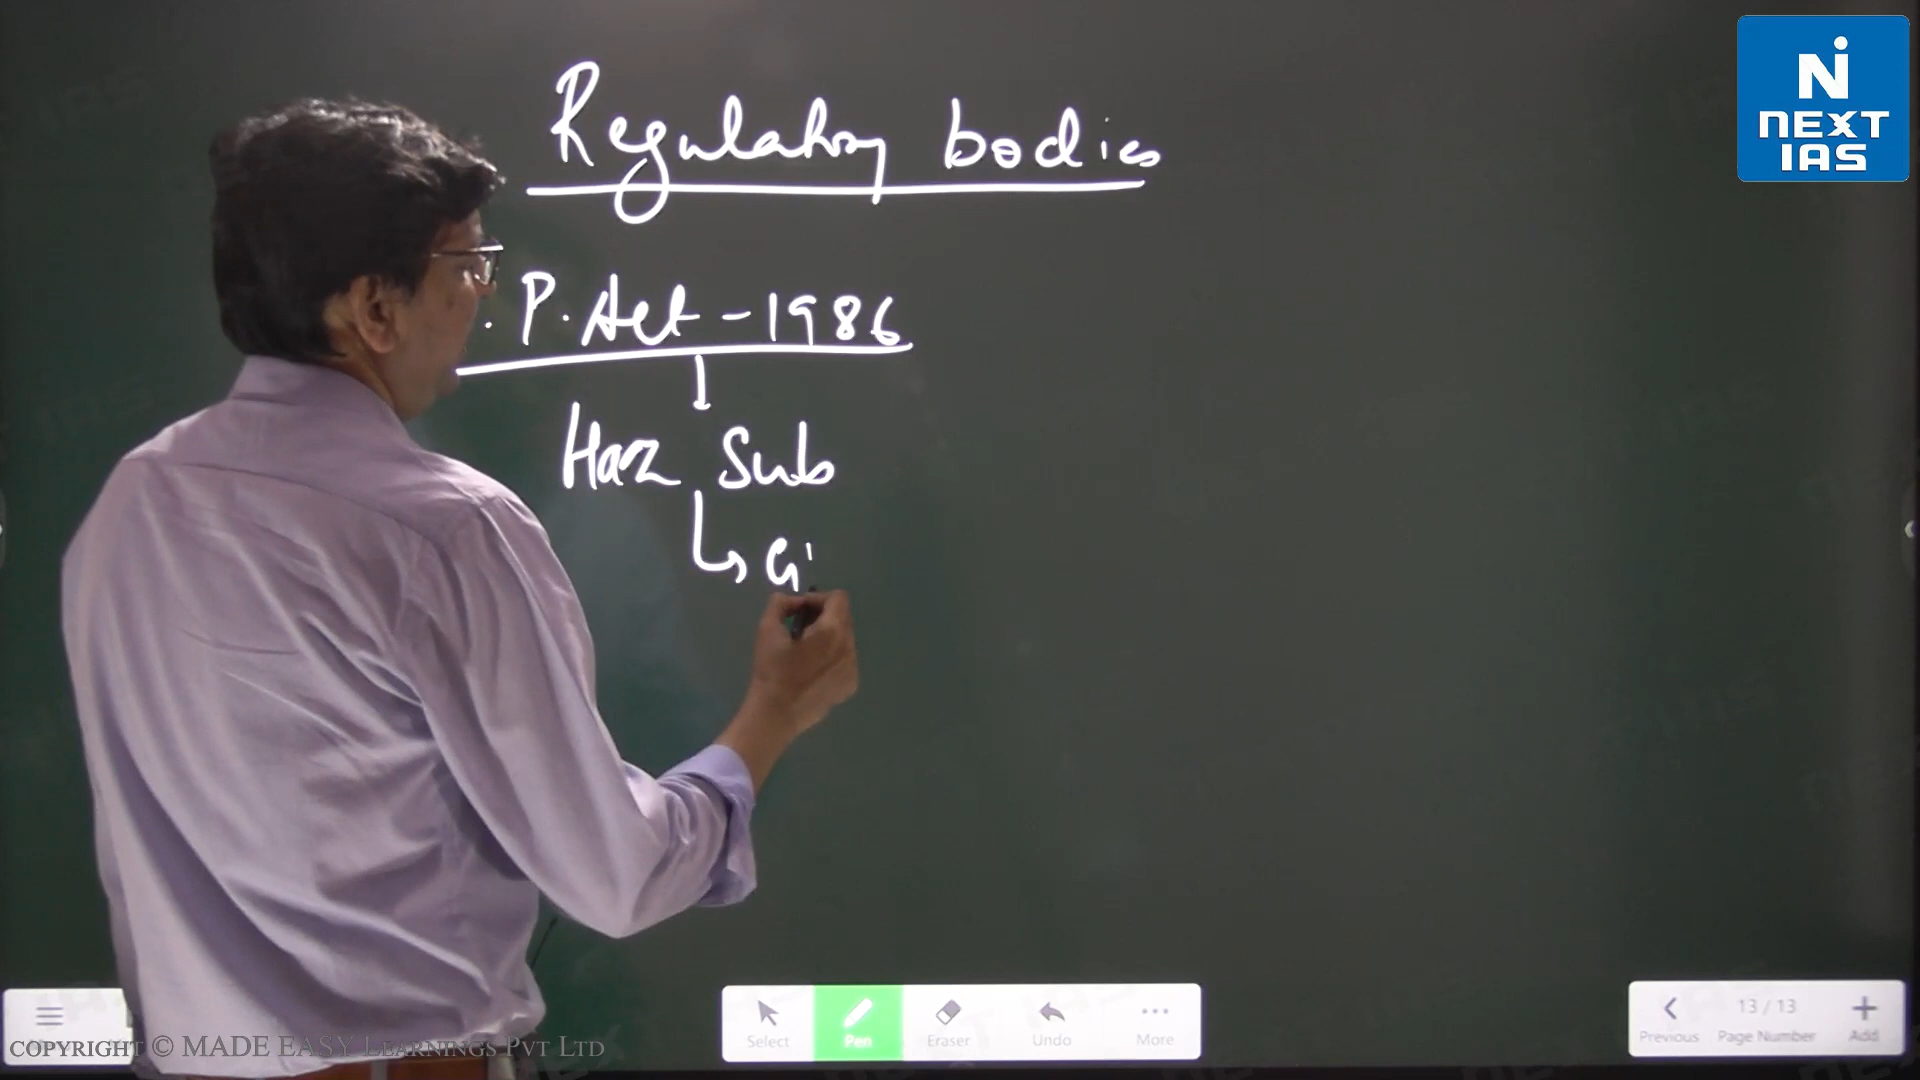 Regulatory bodies
NEXT
IAS
. P. Act - 1986
Haz Sub
Select
Pen
Eraser
Undo
More
13 / 13
Previous
Page Number
Add
COPYRIGHT © MADE EASY LEARNINGS PVT LTD